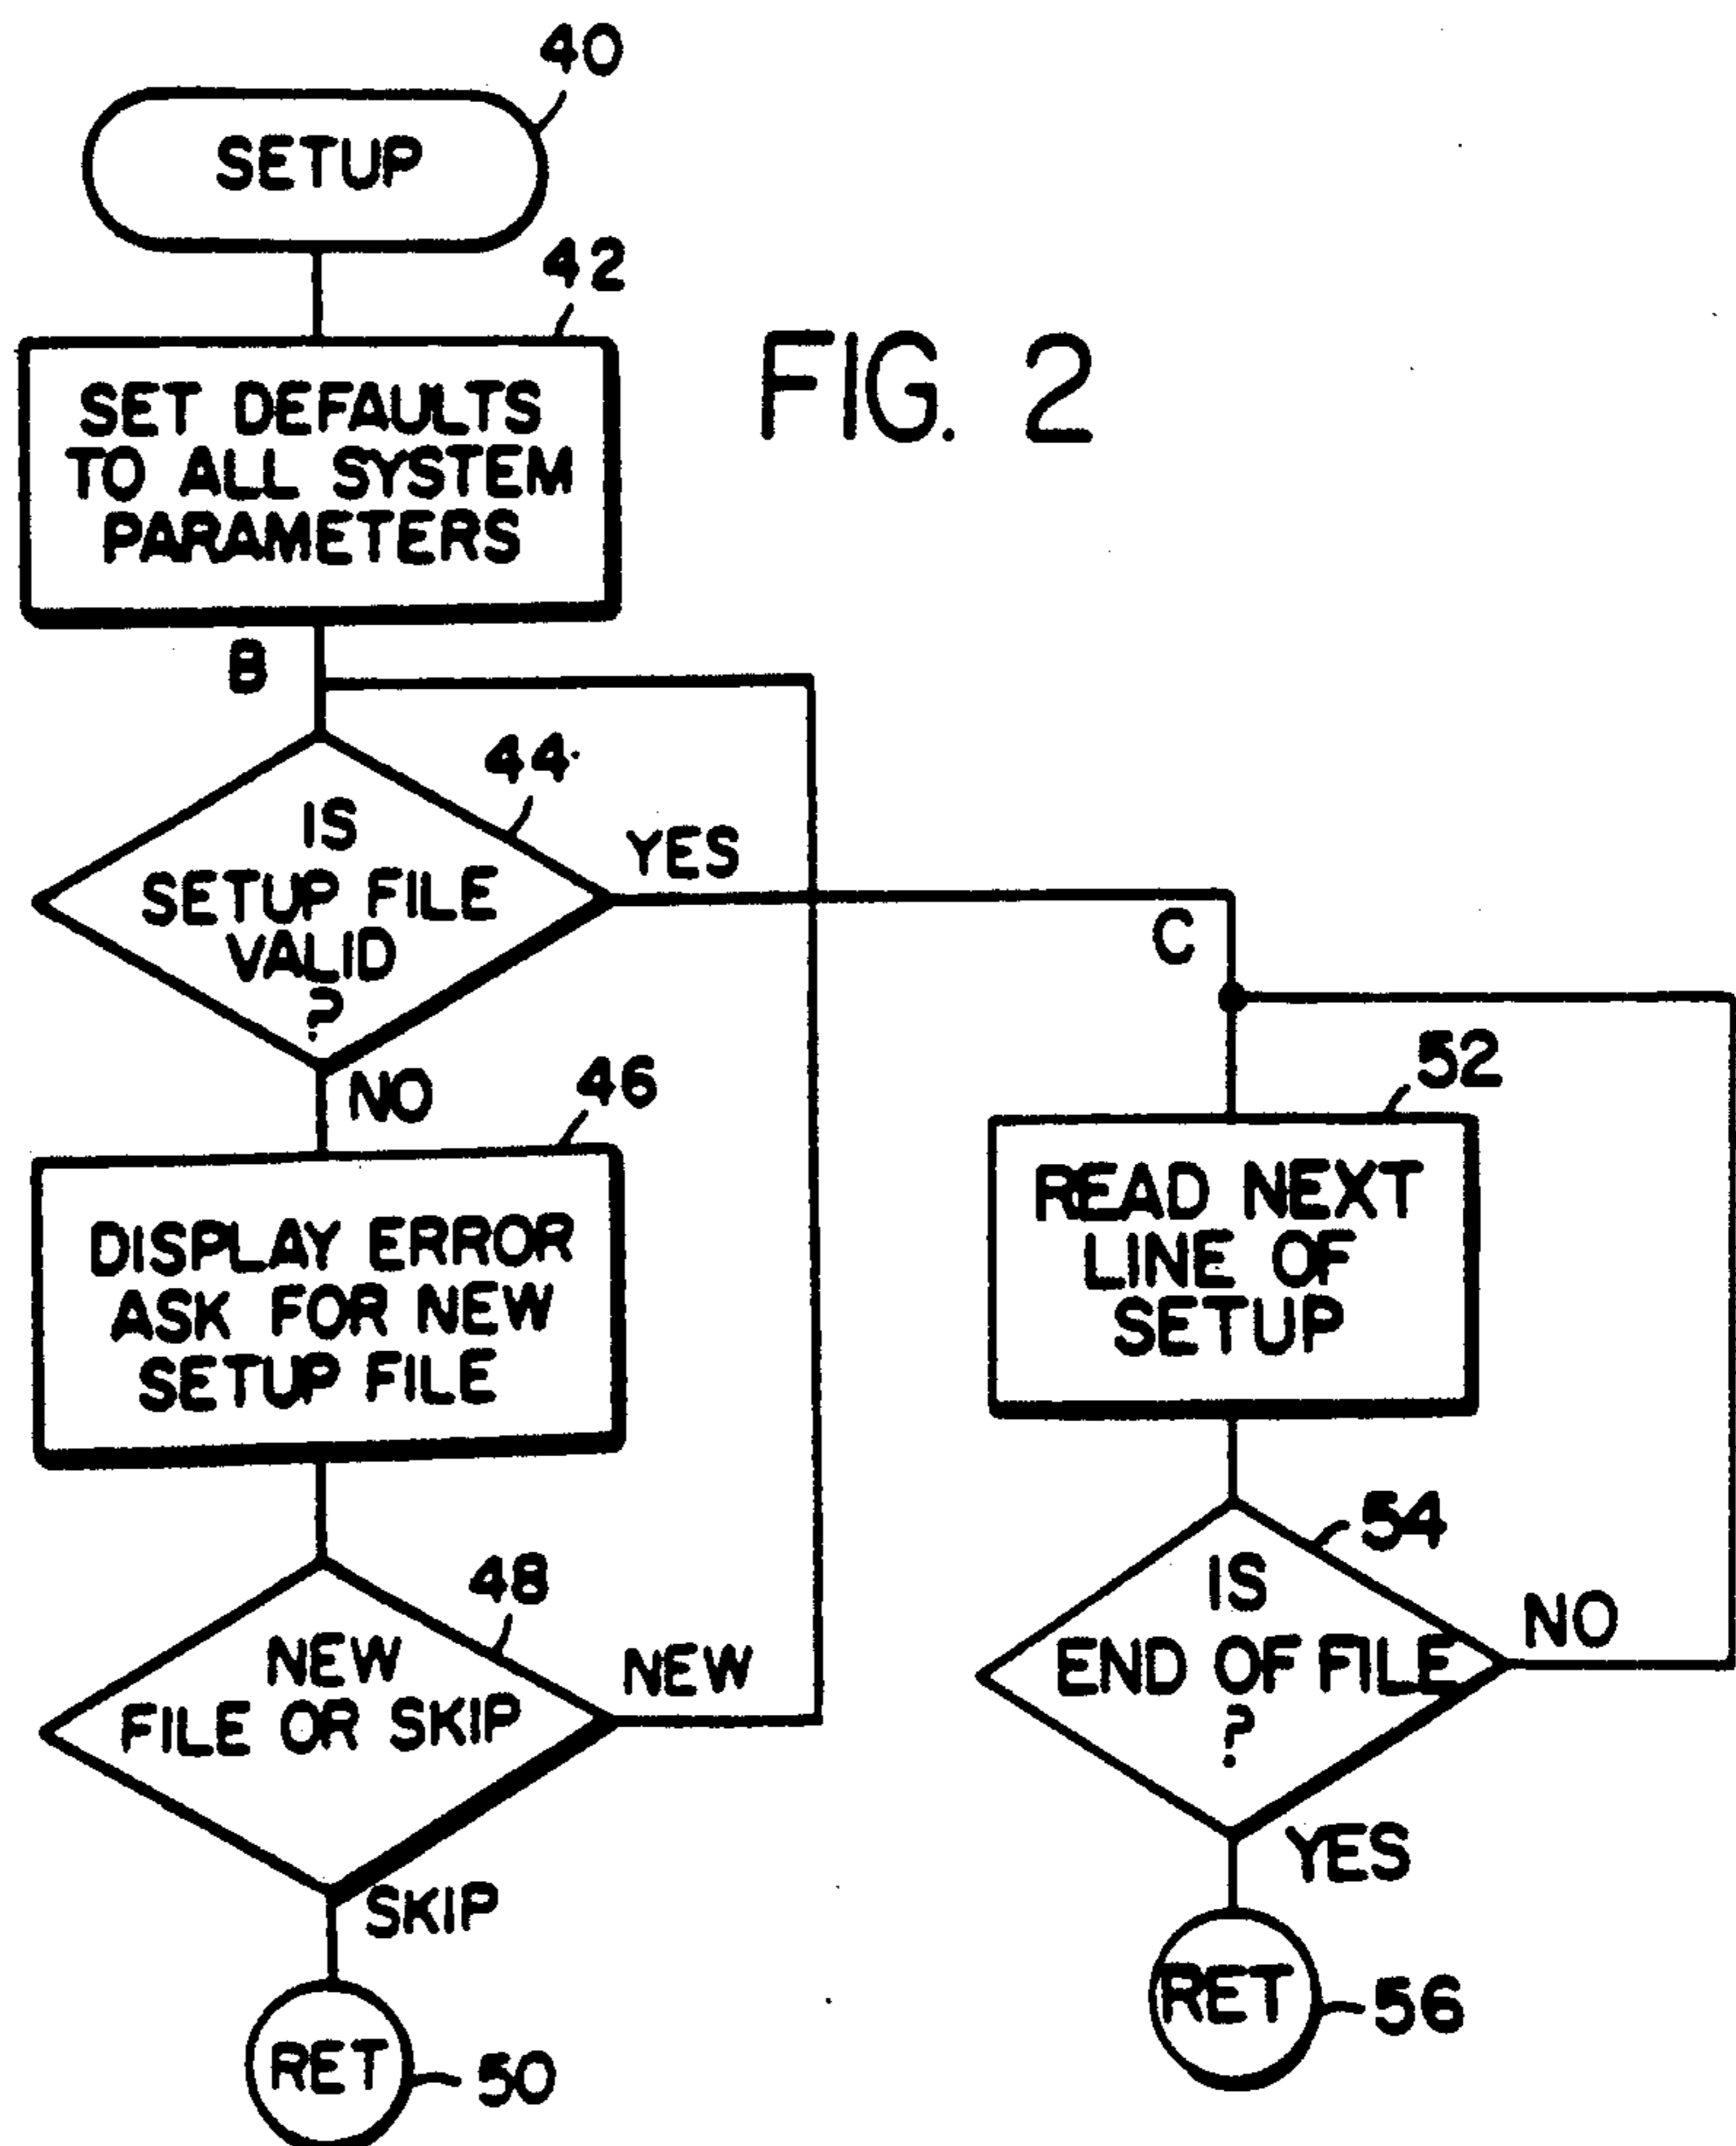 40
SETUP
42
SET DEFAULTS
TO ALL SYSTEM
PARAMETERS
FIG. 2
B
44
IS
SETUP FILE
VALID
?
YES
NO
46
DISPLAY ERROR
ASK FOR NEW
SETUP FILE
48
NEW
FILE OR SKIP
NEW
SKIP
RET
50
C
52
READ NEXT
LINE OF
SETUP
54
IS
END OF FILE
?
NO
YES
RET
56